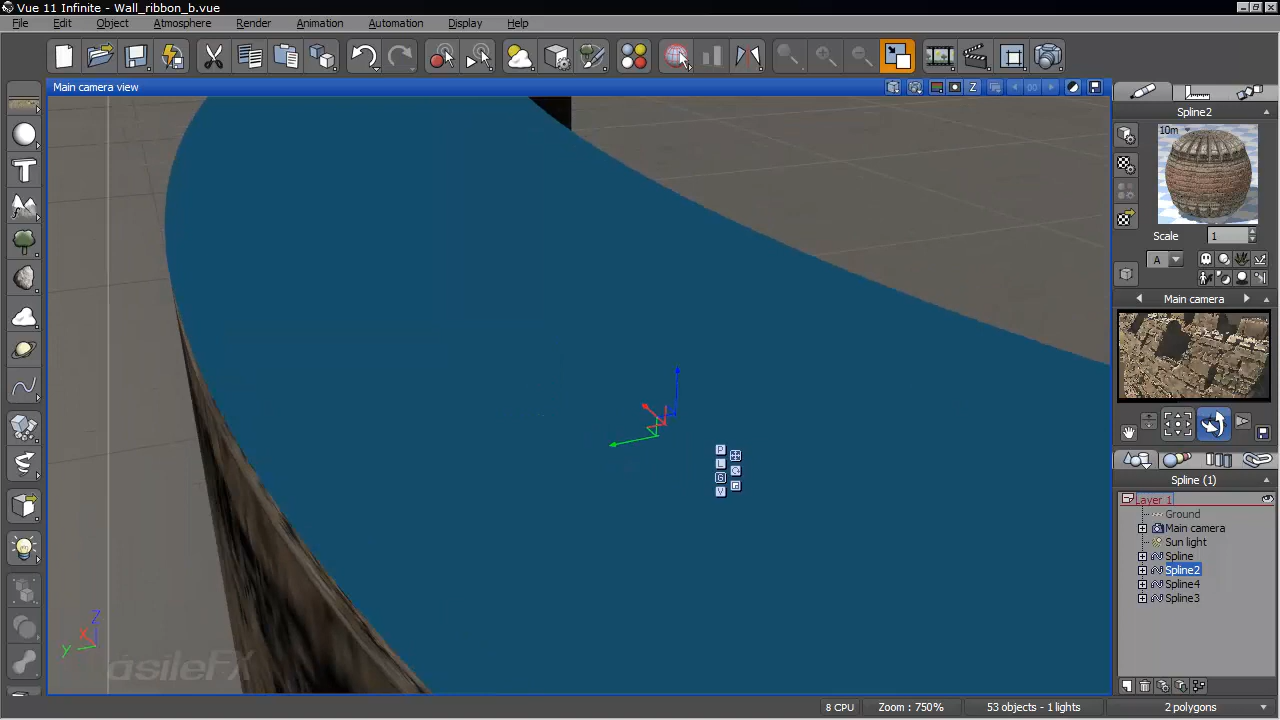 Vue 11 Infinite - Wall_ribbon_b.vue
File Edit Object Atmosphere Render Animation Automation Display Help
Main camera view
Z
Spline2
10m
Scale 1
A
Main camera
Spline (1)
Layer 1
Ground
Main camera
Sun light
Spline
Spline2
Spline4
Spline3
P
L
G
V
Z
X
Y
asileFX
8 CPU Zoom : 750% 53 objects - 1 lights 2 polygons